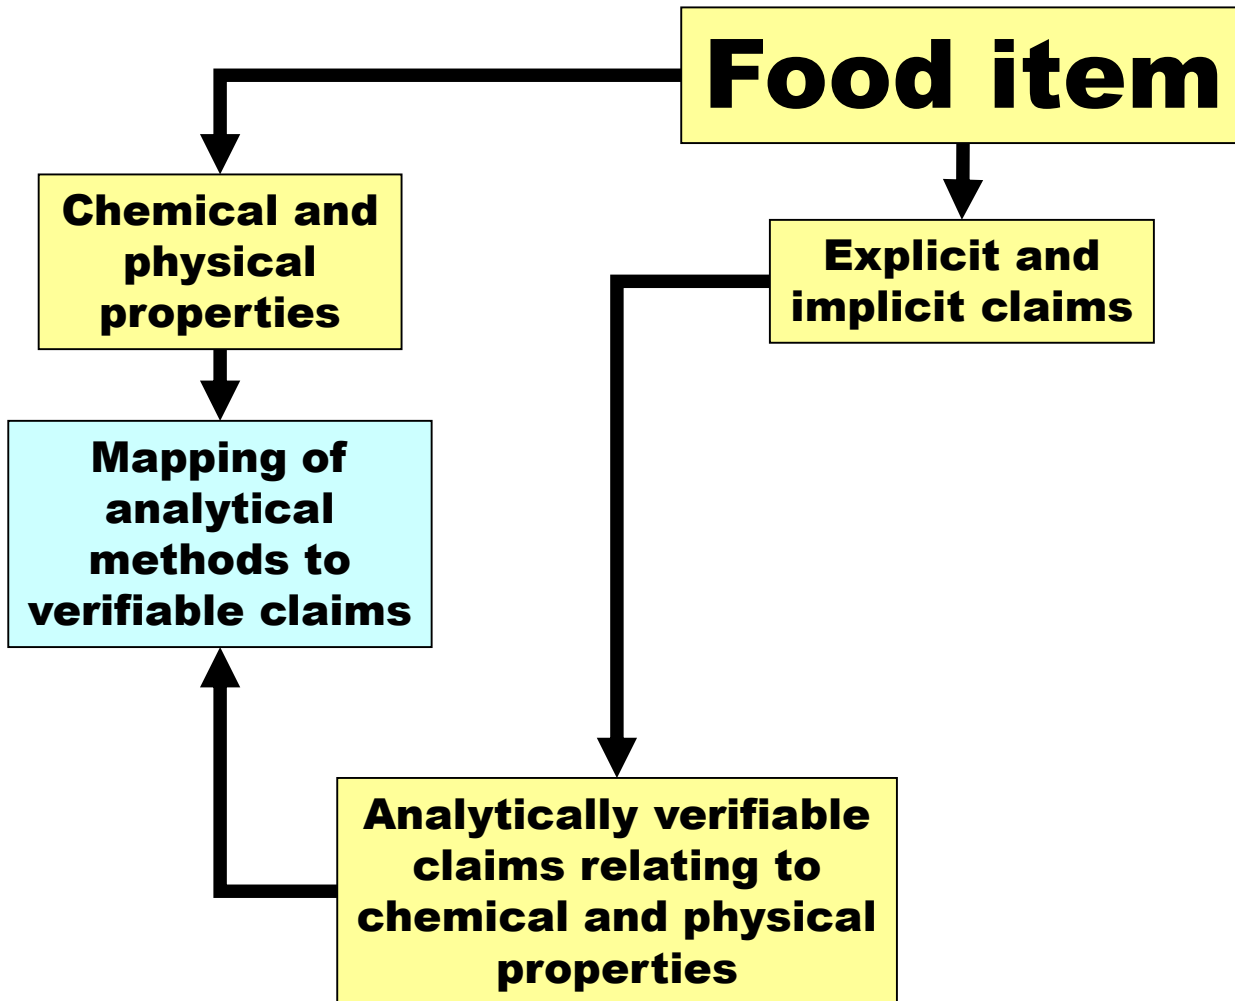 Food item
Chemical and
physical
properties
Explicit and
implicit claims
Mapping of
analytical
methods to
verifiable claims
Analytically verifiable
claims relating to
chemical and physical
properties